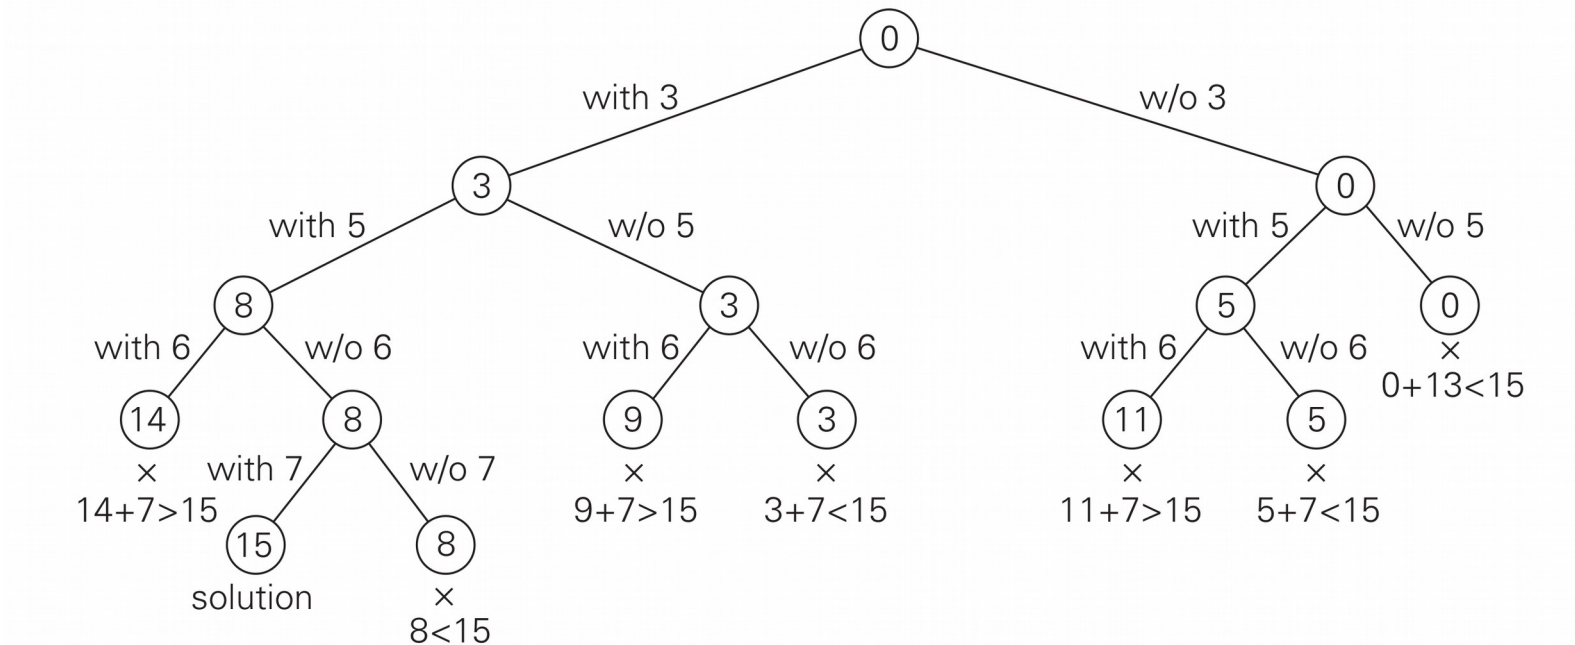 0
with 3
w/o 3
3
0
with 5
w/o 5
with 5
w/o 5
8
3
5
0
with 6
w/o 6
with 6
w/o 6
with 6
w/o 6
×
0+13<15
14
8
9
3
11
5
×
with 7
w/o 7
×
×
×
×
14+7>15
9+7>15
3+7<15
11+7>15
5+7<15
15
8
solution
×
8<15